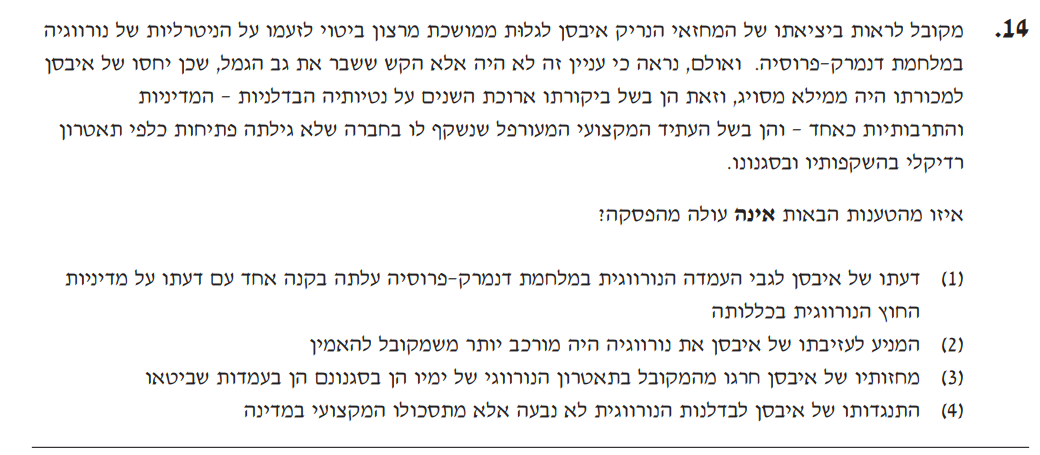 14. מקובל לראות ביציאתו של המחזאי הנריק איבסן לגלוּת ממושכת מרצון ביטוי לזעמו על הניטרליות של נורווגיה
במלחמת דנמרק-פרוסיה. ואולם, נראה כי עניין זה לא היה אלא הקש ששבר את גב הגמל, שכן יחסו של איבסן
למכורתו היה ממילא מסויג, וזאת הן בשל ביקורתו ארוכת השנים על נטיותיה הבדלניות – המדיניות
והתרבותיות כאחד – והן בשל העתיד המקצועי המעורפל שנשקף לו בחברה שלא גילתה פתיחות כלפי תאטרון
רדיקלי בהשקפותיו ובסגנונו.
איזו מהטענות הבאות אינה עולה מהפסקה?
(1) דעתו של איבסן לגבי העמדה הנורווגית במלחמת דנמרק-פרוסיה עלתה בקנה אחד עם דעתו על מדיניות
החוץ הנורווגית בכללותה
(2) המניע לעזיבתו של איבסן את נורווגיה היה מורכב יותר משמקובל להאמין
(3) מחזותיו של איבסן חרגו מהמקובל בתאטרון הנורווגי של ימיו הן בסגנונם הן בעמדות שביטאו
(4) התנגדותו של איבסן לבדלנות הנורווגית לא נבעה אלא מתסכולו המקצועי במדינה